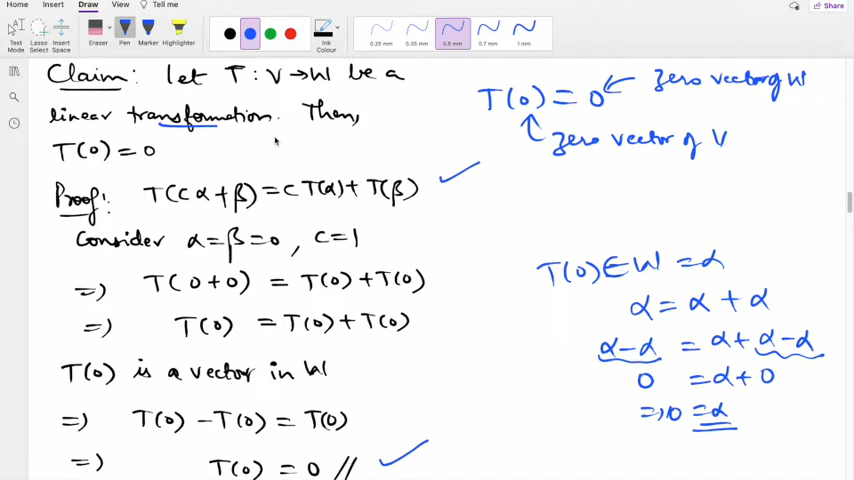 Home Insert Draw View Tell me Share
Text Mode Lasso Select Insert Space Eraser Pen Marker Highlighter Ink to Shape 0.25 mm 0.35 mm 0.5 mm 0.7 mm 1 mm
Claim: let T : V → W be a
linear transformation. Then,
T(0) = 0
Proof: T(cα+β) = cT(α) + T(β)
Consider α = β = 0, c = 1
=) T(0+0) = T(0) + T(0)
=) T(0) = T(0) + T(0)
T(0) is a vector in W
=) T(0) - T(0) = T(0)
=) T(0) = 0 //
T(0) = 0 ← zero vector of W
zero vector of V
T(0) ∈ W = α
α = α + α
α-α = α + α-α
0 = α + 0
=) 0 = α